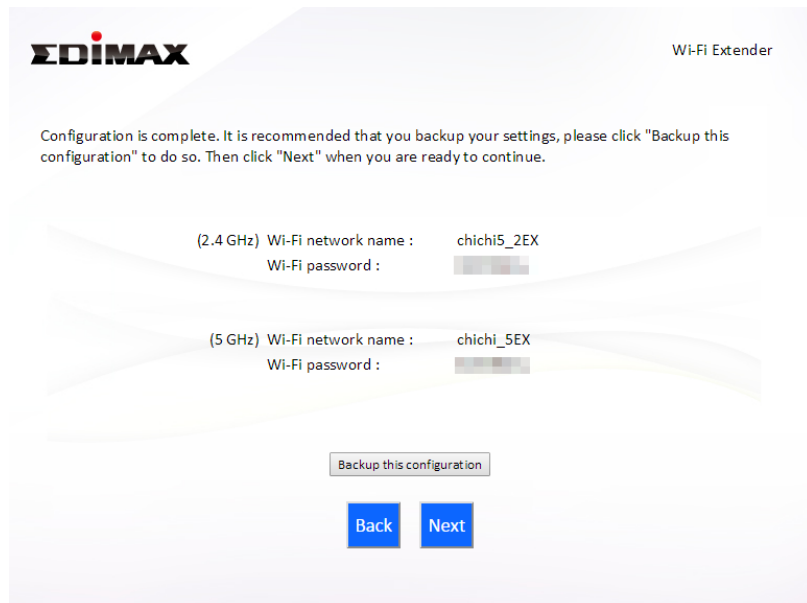 EDIMAX
Wi-Fi Extender
Configuration is complete. It is recommended that you backup your settings, please click "Backup this
configuration" to do so. Then click "Next" when you are ready to continue.
(2.4 GHz) Wi-Fi network name : chichi5_2EX
Wi-Fi password :
(5 GHz) Wi-Fi network name : chichi_5EX
Wi-Fi password :
Backup this configuration
Back Next